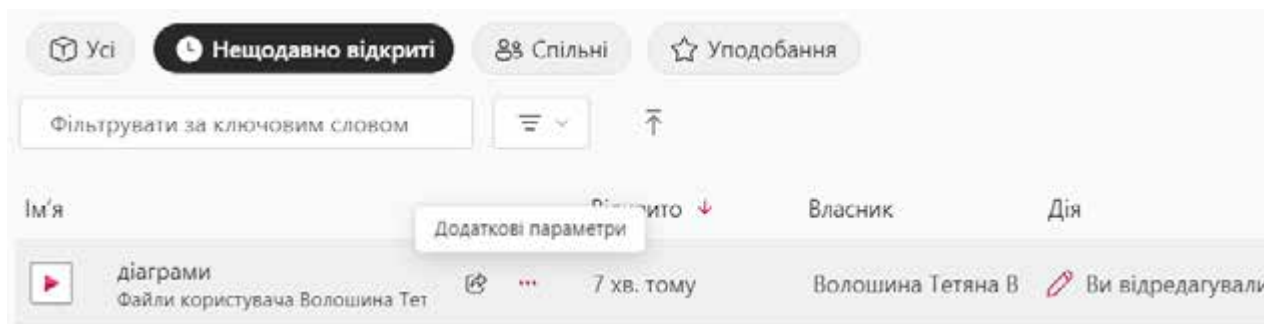 Усі Нещодавно відкриті Спільні Уподобання
Фільтрувати за ключовим словом
Ім'я Власник Дія
Додаткові параметри
діаграми 7 хв. тому Волошина Тетяна В Ви відредагували
Файли користувача Волошина Тет